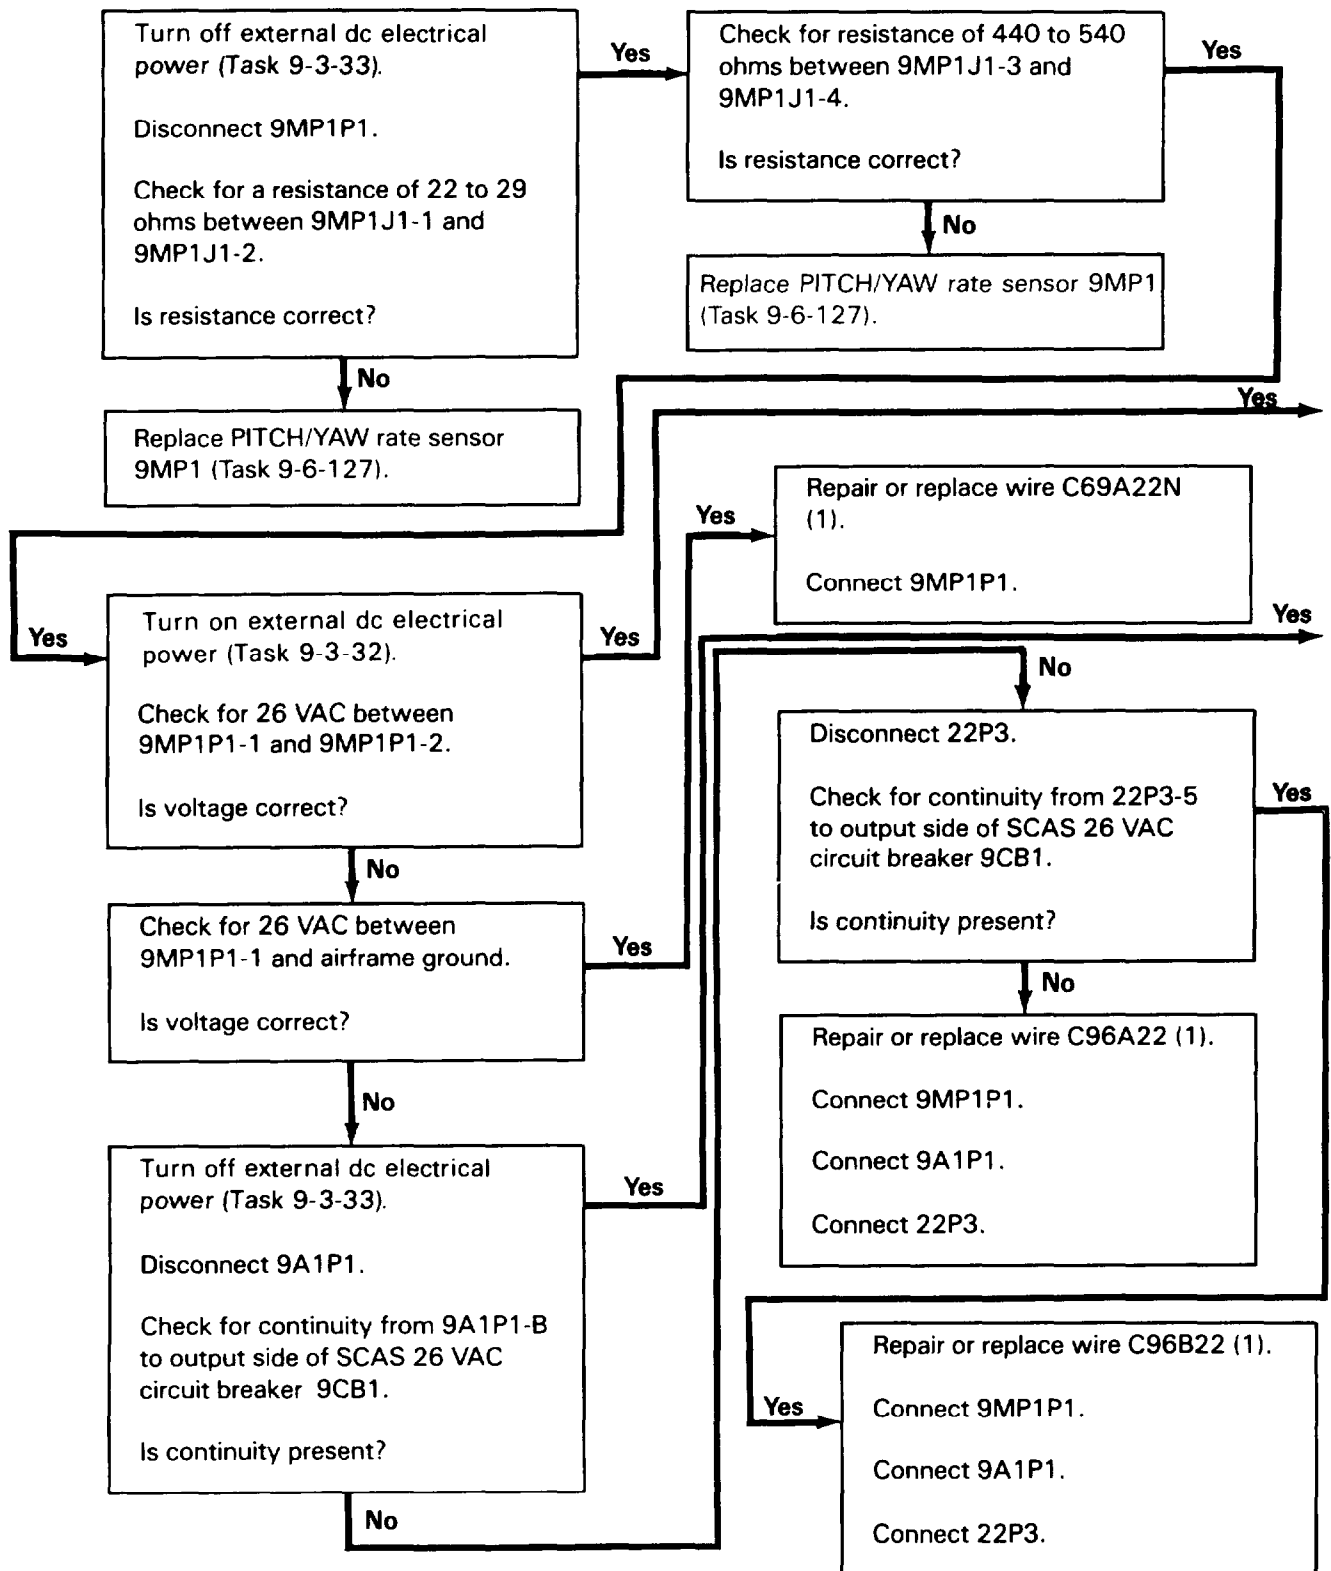 Turn off external dc electrical
power (Task 9-3-33).
Disconnect 9MP1P1.
Check for a resistance of 22 to 29
ohms between 9MP1J1-1 and
9MP1J1-2.
Is resistance correct?
Yes
Check for resistance of 440 to 540
ohms between 9MP1J1-3 and
9MP1J1-4.
Is resistance correct?
Yes
No
Replace PITCH/YAW rate sensor 9MP1
(Task 9-6-127).
No
Replace PITCH/YAW rate sensor
9MP1 (Task 9-6-127).
Yes
Yes
Repair or replace wire C69A22N
(1).
Connect 9MP1P1.
Yes
Turn on external dc electrical
power (Task 9-3-32).
Check for 26 VAC between
9MP1P1-1 and 9MP1P1-2.
Is voltage correct?
Yes
Yes
No
No
Check for 26 VAC between
9MP1P1-1 and airframe ground.
Is voltage correct?
Yes
No
Turn off external dc electrical
power (Task 9-3-33).
Disconnect 9A1P1.
Check for continuity from 9A1P1-B
to output side of SCAS 26 VAC
circuit breaker 9CB1.
Is continuity present?
Yes
No
Disconnect 22P3.
Check for continuity from 22P3-5
to output side of SCAS 26 VAC
circuit breaker 9CB1.
Is continuity present?
Yes
No
Repair or replace wire C96A22 (1).
Connect 9MP1P1.
Connect 9A1P1.
Connect 22P3.
Yes
Repair or replace wire C96B22 (1).
Connect 9MP1P1.
Connect 9A1P1.
Connect 22P3.